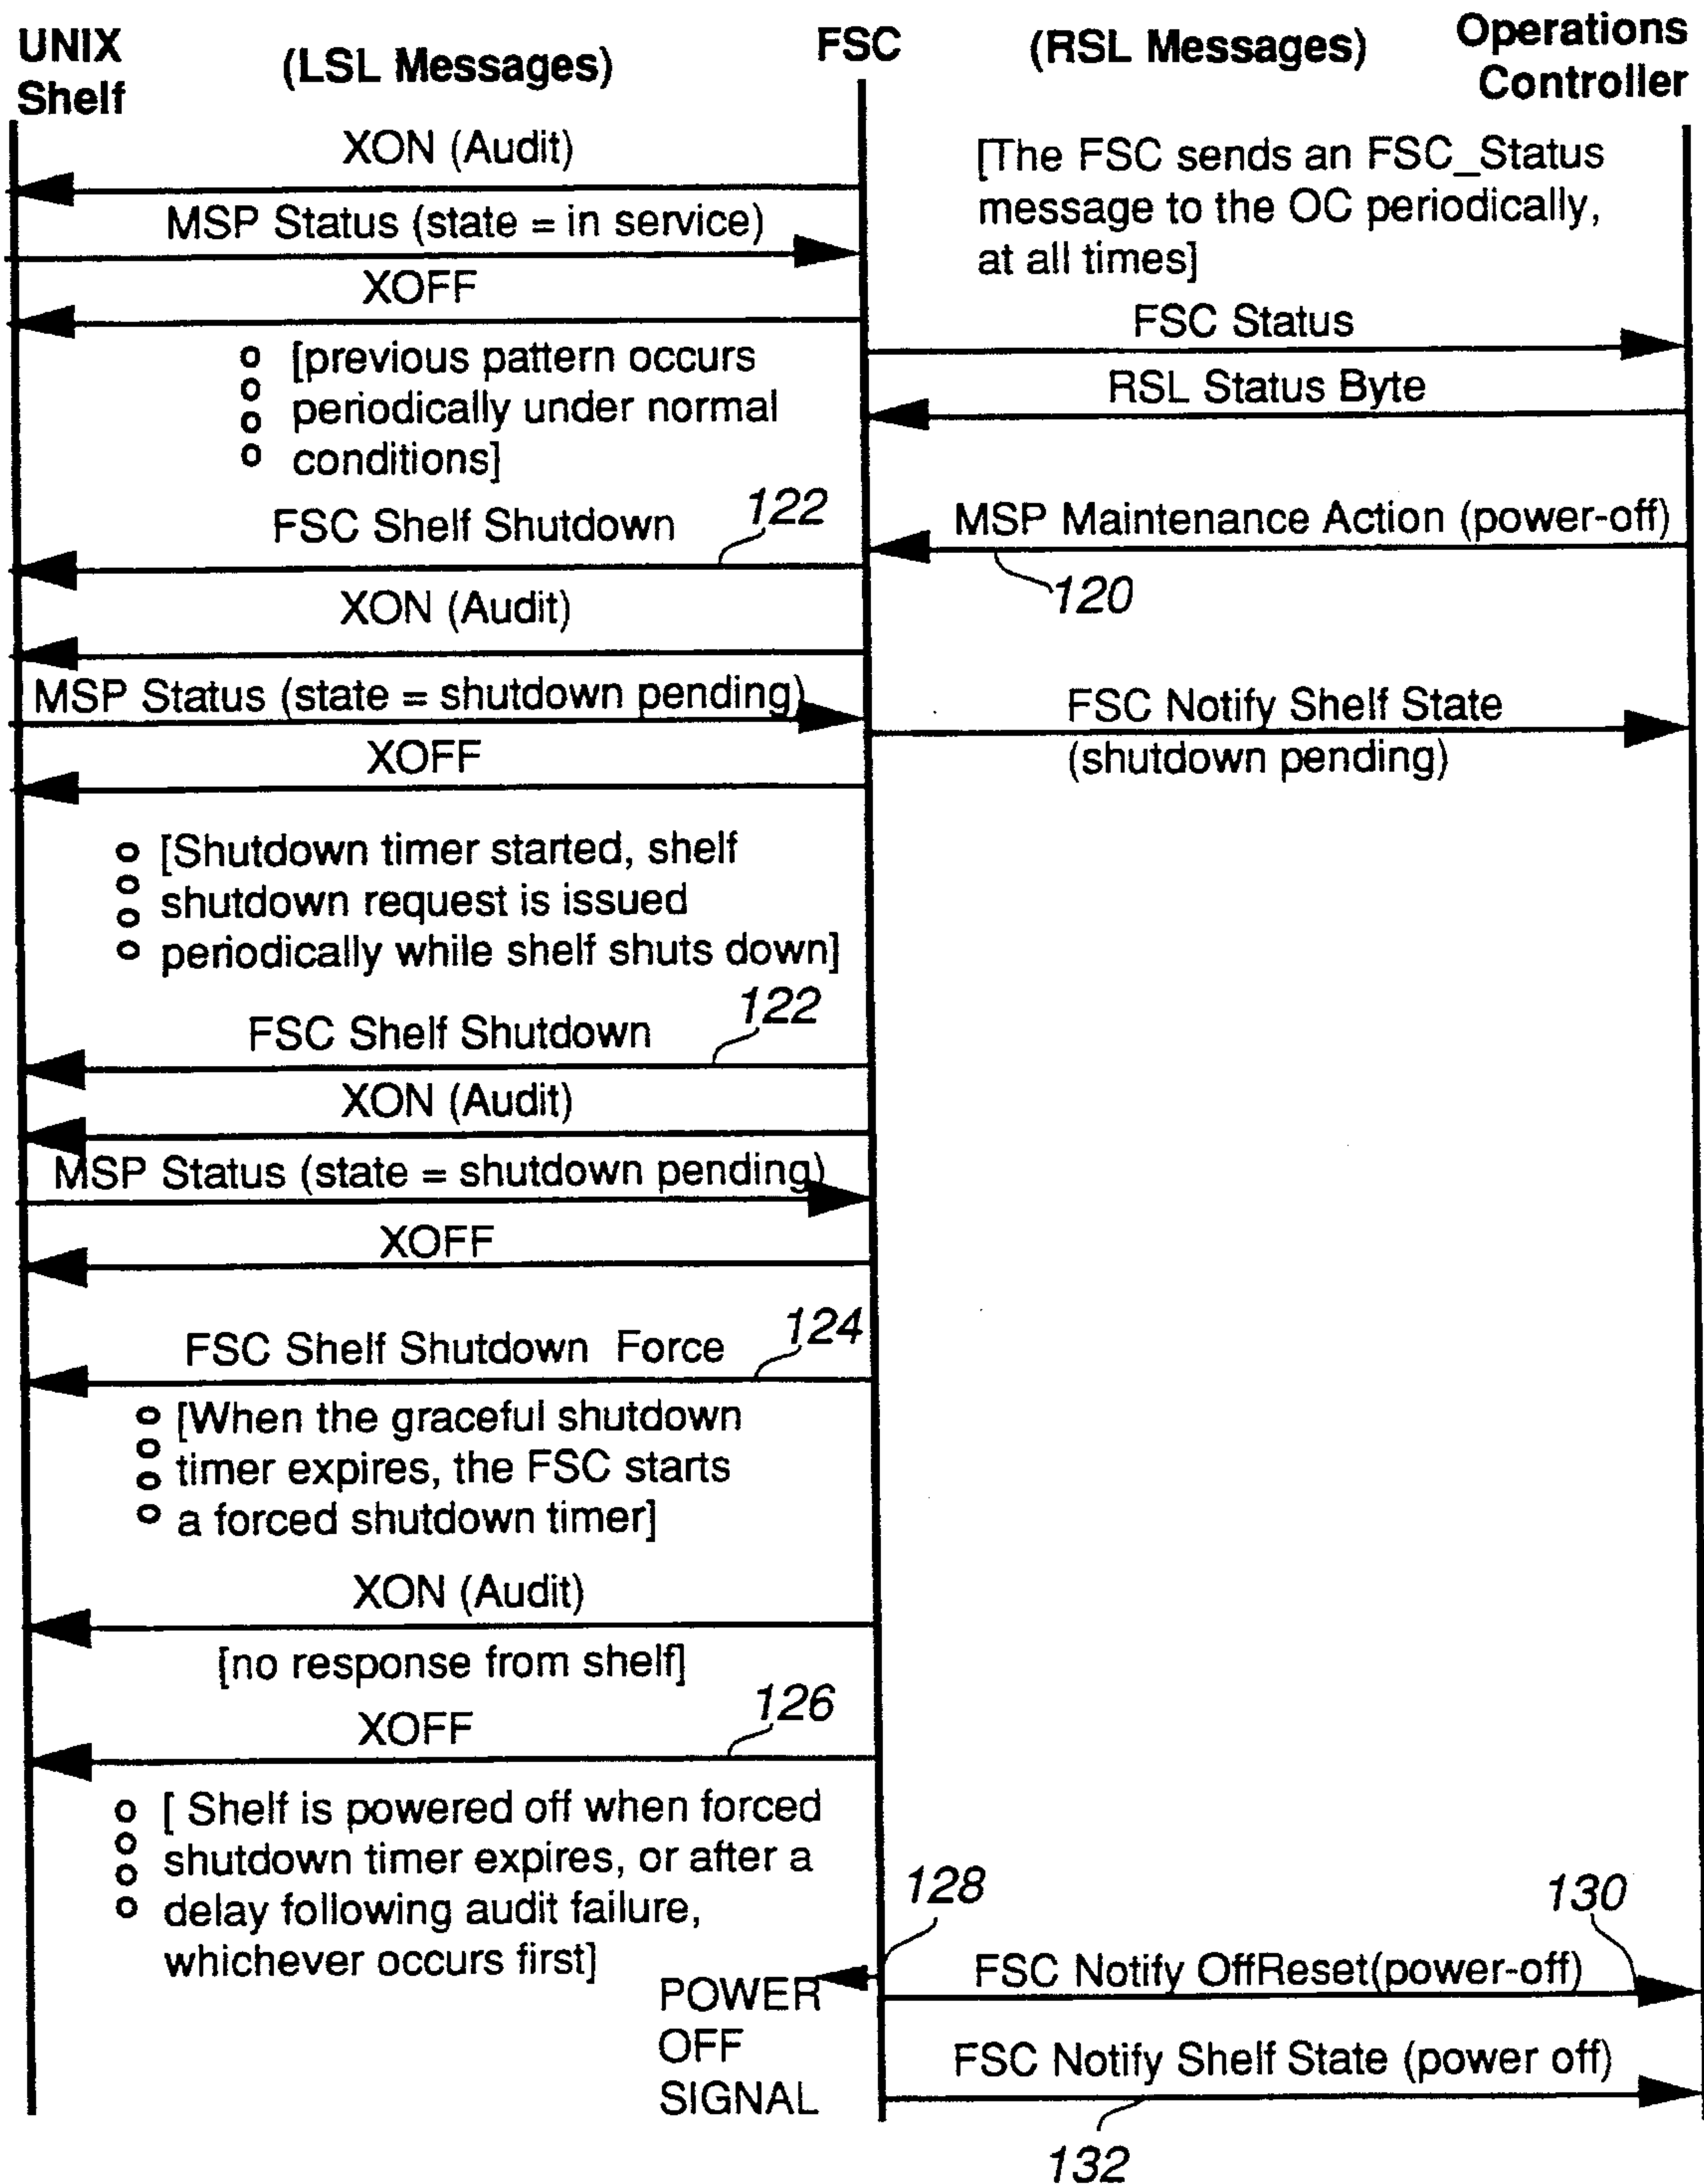 UNIX
Shelf
(LSL Messages)
FSC
(RSL Messages)
Operations
Controller
XON (Audit)
[The FSC sends an FSC_Status
message to the OC periodically,
at all times]
MSP Status (state = in service)
XOFF
FSC Status
[previous pattern occurs
periodically under normal
conditions]
RSL Status Byte
FSC Shelf Shutdown
122
MSP Maintenance Action (power-off)
120
XON (Audit)
MSP Status (state = shutdown pending)
FSC Notify Shelf State
(shutdown pending)
XOFF
[Shutdown timer started, shelf
shutdown request is issued
periodically while shelf shuts down]
122
FSC Shelf Shutdown
XON (Audit)
MSP Status (state = shutdown pending)
XOFF
124
FSC Shelf Shutdown Force
[When the graceful shutdown
timer expires, the FSC starts
a forced shutdown timer]
XON (Audit)
[no response from shelf]
126
XOFF
[ Shelf is powered off when forced
shutdown timer expires, or after a
delay following audit failure,
whichever occurs first]
128
130
POWER
OFF
SIGNAL
FSC Notify OffReset(power-off)
FSC Notify Shelf State (power off)
132